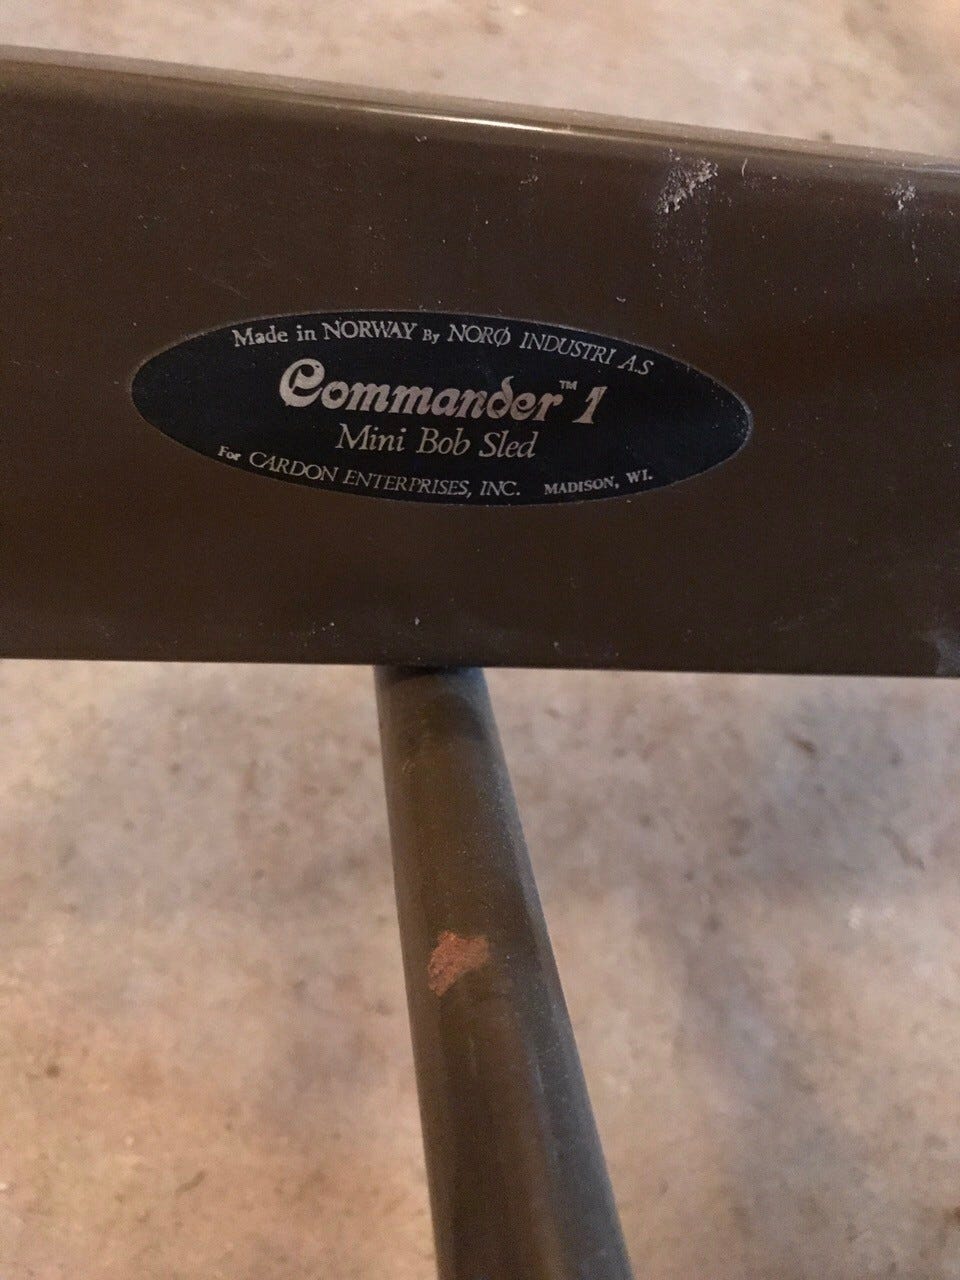 Made in NORWAY By NORØ INDUSTRI A.S
Commander™ 1
Mini Bob Sled
For CARDON ENTERPRISES, INC. MADISON, WI.